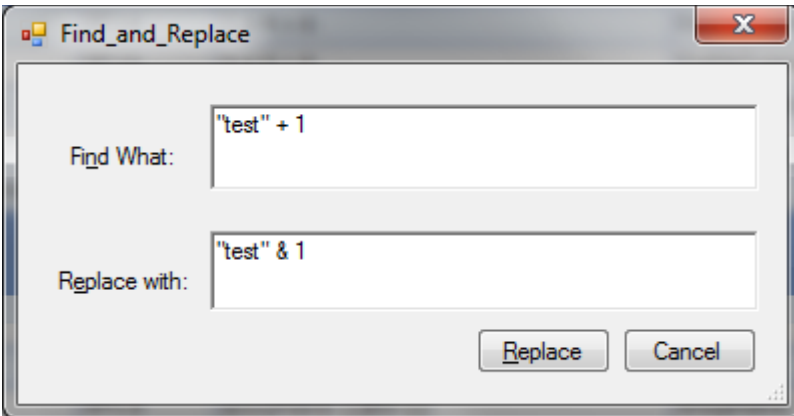 Find_and_Replace
Find What:
"test" + 1
Replace with:
"test" & 1
Replace
Cancel